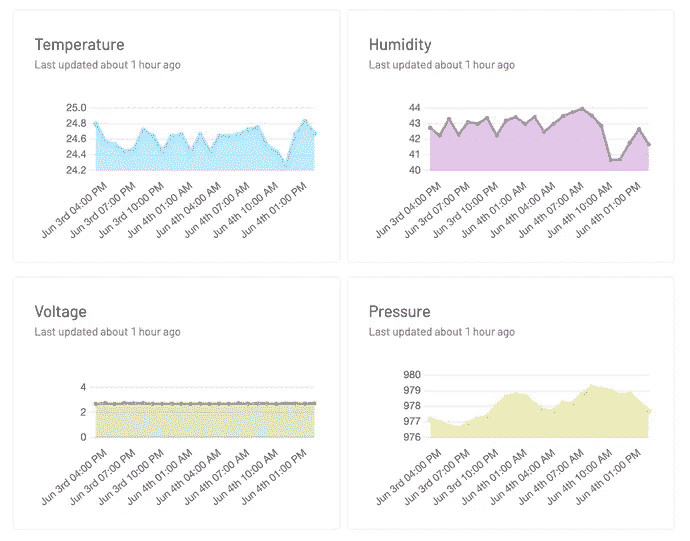 Temperature
Last updated about 1 hour ago
25.0
24.8
24.6
24.4
24.2
Jun 3rd 04:00 PM
Jun 3rd 07:00 PM
Jun 3rd 10:00 PM
Jun 4th 01:00 AM
Jun 4th 04:00 AM
Jun 4th 07:00 AM
Jun 4th 10:00 AM
Jun 4th 01:00 PM
Humidity
Last updated about 1 hour ago
44
43
42
41
40
Jun 3rd 04:00 PM
Jun 3rd 07:00 PM
Jun 3rd 10:00 PM
Jun 4th 01:00 AM
Jun 4th 04:00 AM
Jun 4th 07:00 AM
Jun 4th 10:00 AM
Jun 4th 01:00 PM
Voltage
Last updated about 1 hour ago
4
2
0
Jun 3rd 04:00 PM
Jun 3rd 07:00 PM
Jun 3rd 10:00 PM
Jun 4th 01:00 AM
Jun 4th 04:00 AM
Jun 4th 07:00 AM
Jun 4th 10:00 AM
Jun 4th 01:00 PM
Pressure
Last updated about 1 hour ago
980
979
978
977
976
Jun 3rd 04:00 PM
Jun 3rd 07:00 PM
Jun 3rd 10:00 PM
Jun 4th 01:00 AM
Jun 4th 04:00 AM
Jun 4th 07:00 AM
Jun 4th 10:00 AM
Jun 4th 01:00 PM